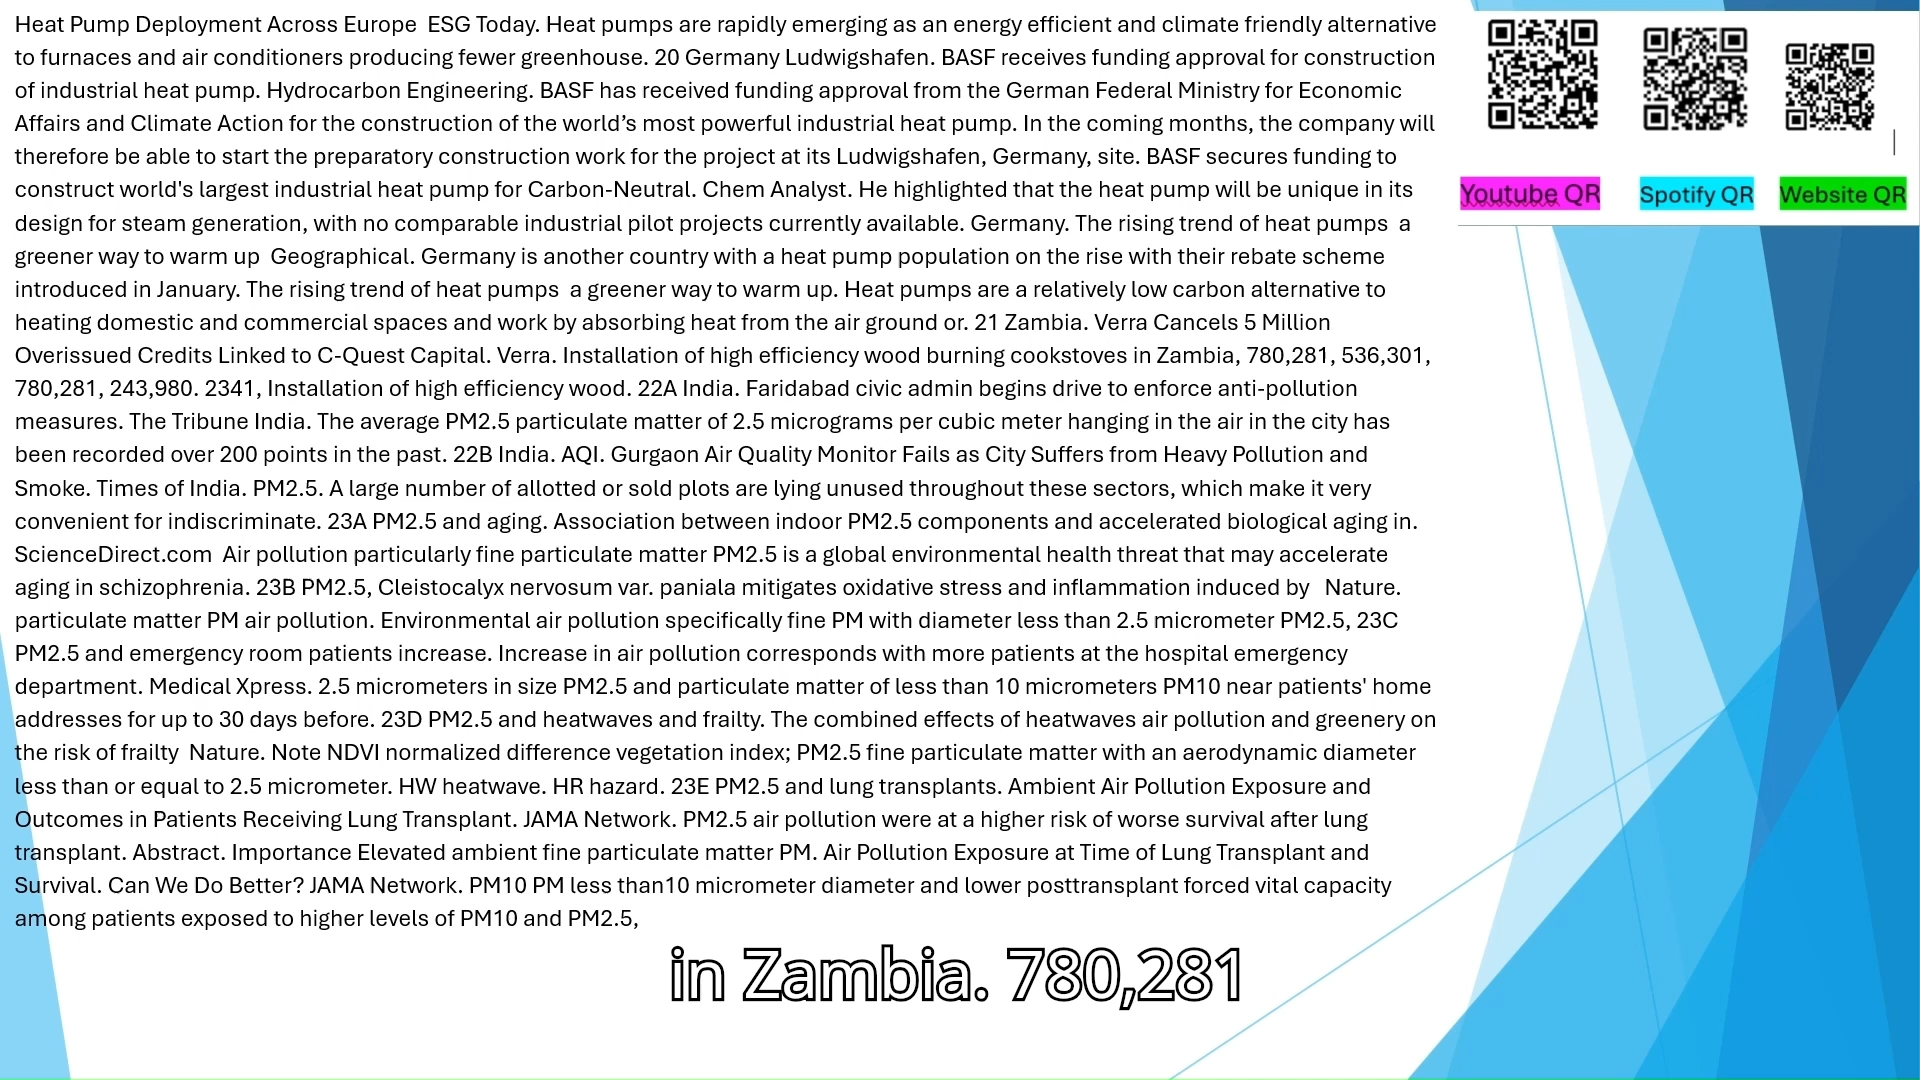 Heat Pump Deployment Across Europe  ESG Today. Heat pumps are rapidly emerging as an energy efficient and climate friendly alternative
to furnaces and air conditioners producing fewer greenhouse. 20 Germany Ludwigshafen. BASF receives funding approval for construction
of industrial heat pump. Hydrocarbon Engineering. BASF has received funding approval from the German Federal Ministry for Economic
Affairs and Climate Action for the construction of the world’s most powerful industrial heat pump. In the coming months, the company will
therefore be able to start the preparatory construction work for the project at its Ludwigshafen, Germany, site. BASF secures funding to
construct world's largest industrial heat pump for Carbon-Neutral. Chem Analyst. He highlighted that the heat pump will be unique in its
design for steam generation, with no comparable industrial pilot projects currently available. Germany. The rising trend of heat pumps  a
greener way to warm up  Geographical. Germany is another country with a heat pump population on the rise with their rebate scheme
introduced in January. The rising trend of heat pumps  a greener way to warm up. Heat pumps are a relatively low carbon alternative to
heating domestic and commercial spaces and work by absorbing heat from the air ground or. 21 Zambia. Verra Cancels 5 Million
Overissued Credits Linked to C-Quest Capital. Verra. Installation of high efficiency wood burning cookstoves in Zambia, 780,281, 536,301,
780,281, 243,980. 2341, Installation of high efficiency wood. 22A India. Faridabad civic admin begins drive to enforce anti-pollution
measures. The Tribune India. The average PM2.5 particulate matter of 2.5 micrograms per cubic meter hanging in the air in the city has
been recorded over 200 points in the past. 22B India. AQI. Gurgaon Air Quality Monitor Fails as City Suffers from Heavy Pollution and
Smoke. Times of India. PM2.5. A large number of allotted or sold plots are lying unused throughout these sectors, which make it very
convenient for indiscriminate. 23A PM2.5 and aging. Association between indoor PM2.5 components and accelerated biological aging in.
ScienceDirect.com  Air pollution particularly fine particulate matter PM2.5 is a global environmental health threat that may accelerate
aging in schizophrenia. 23B PM2.5, Cleistocalyx nervosum var. paniala mitigates oxidative stress and inflammation induced by   Nature.
particulate matter PM air pollution. Environmental air pollution specifically fine PM with diameter less than 2.5 micrometer PM2.5, 23C
PM2.5 and emergency room patients increase. Increase in air pollution corresponds with more patients at the hospital emergency
department. Medical Xpress. 2.5 micrometers in size PM2.5 and particulate matter of less than 10 micrometers PM10 near patients' home
addresses for up to 30 days before. 23D PM2.5 and heatwaves and frailty. The combined effects of heatwaves air pollution and greenery on
the risk of frailty  Nature. Note NDVI normalized difference vegetation index; PM2.5 fine particulate matter with an aerodynamic diameter
less than or equal to 2.5 micrometer. HW heatwave. HR hazard. 23E PM2.5 and lung transplants. Ambient Air Pollution Exposure and
Outcomes in Patients Receiving Lung Transplant. JAMA Network. PM2.5 air pollution were at a higher risk of worse survival after lung
transplant. Abstract. Importance Elevated ambient fine particulate matter PM. Air Pollution Exposure at Time of Lung Transplant and
Survival. Can We Do Better? JAMA Network. PM10 PM less than10 micrometer diameter and lower posttransplant forced vital capacity
among patients exposed to higher levels of PM10 and PM2.5,
Youtube QR
Spotify QR
Website QR
in Zambia. 780,281